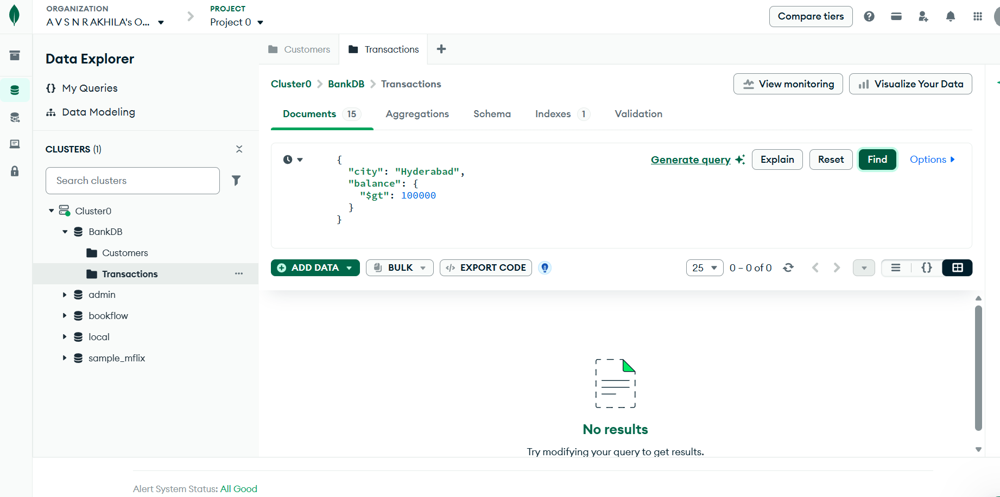 ORGANIZATION
A V S N R AKHILA's O...
PROJECT
Project 0
Compare tiers
Data Explorer
My Queries
Data Modeling
CLUSTERS (1)
Search clusters
Cluster0
BankDB
Customers
Transactions
admin
bookflow
local
sample_mflix
Customers
Transactions
Cluster0 BankDB Transactions
View monitoring
Visualize Your Data
Documents 15 Aggregations Schema Indexes 1 Validation
{
"city": "Hyderabad",
"balance": {
"$gt": 100000
}
}
Generate query
Explain
Reset
Find
Options
ADD DATA
BULK
EXPORT CODE
25
0 – 0 of 0
No results
Try modifying your query to get results.
Alert System Status: All Good